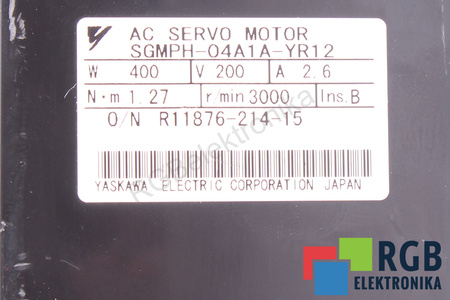 AC SERVO MOTOR
SGMPH-04A1A-YR12
W 400 V 200 A 2.6
N·m 1.27 r/min 3000 Ins.B
O/N R11876-214-15
YASKAWA ELECTRIC CORPORATION JAPAN
RGBelektronika
RGB
ELEKTRONIKA